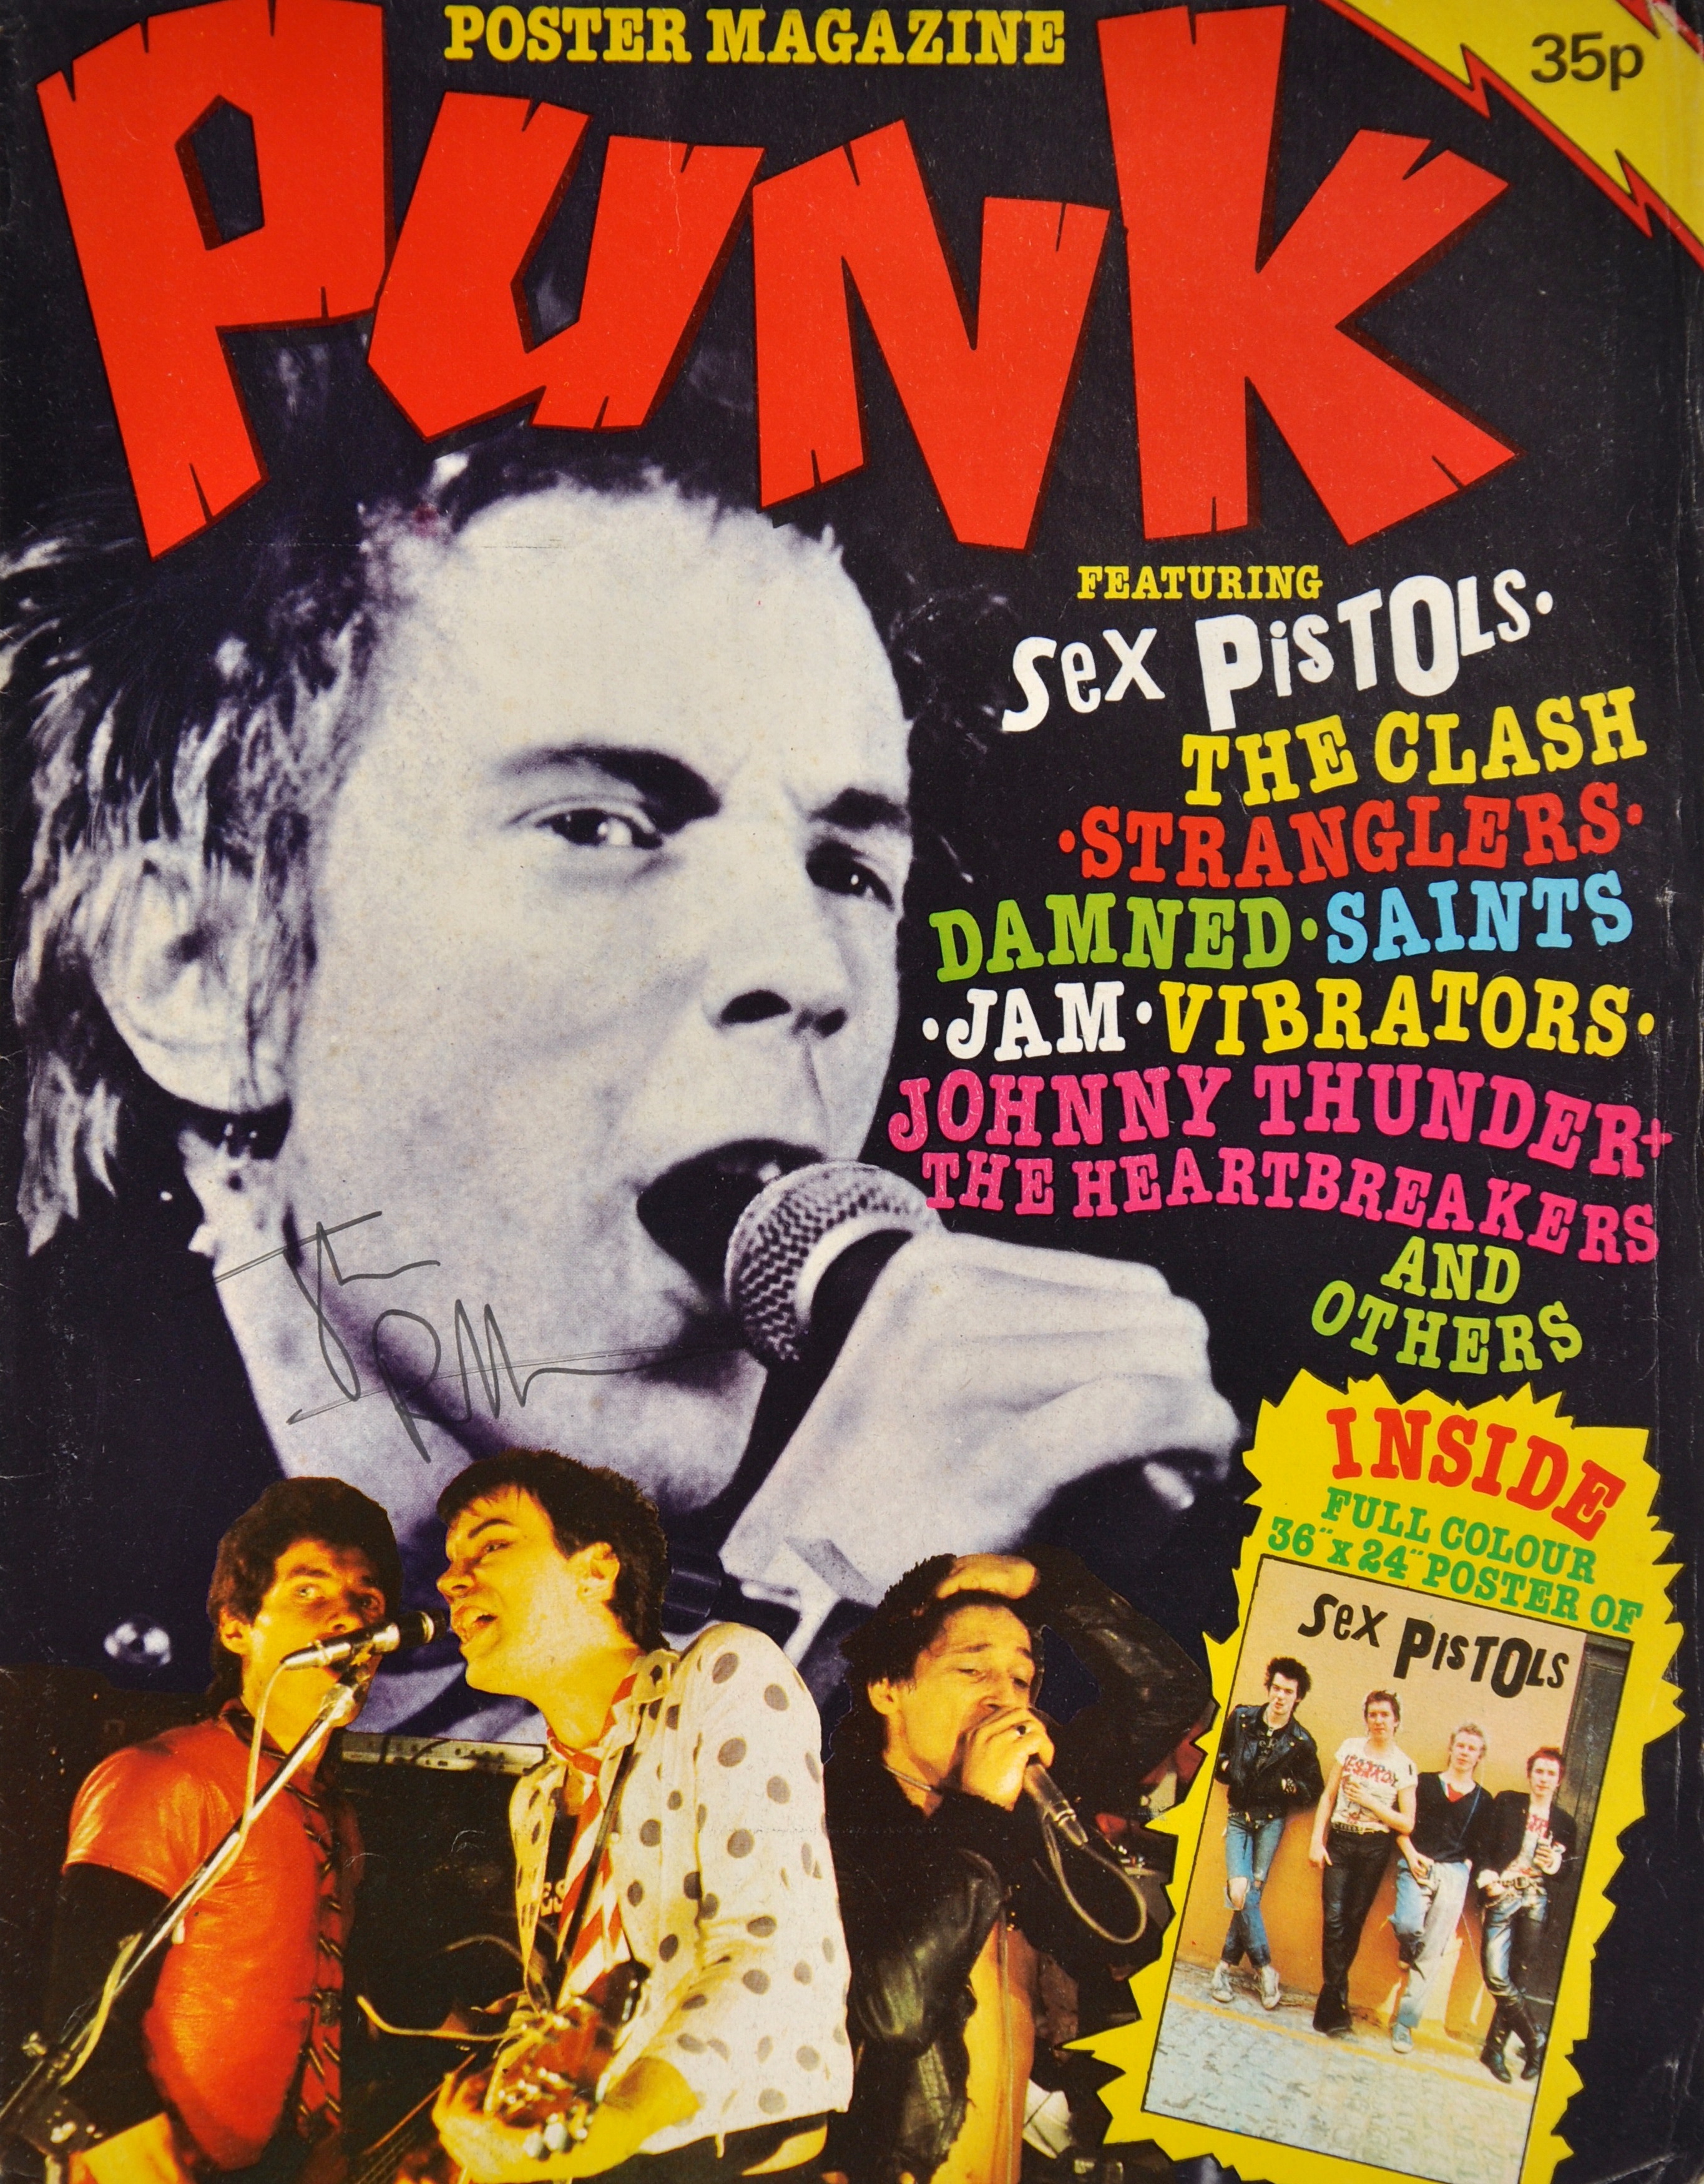 POSTER MAGAZINE
35p
PUNK
FEATURING
Sex PiSTOLS·
THE CLASH
·STRANGLERS·
DAMNED·SAINTS
·JAM·VIBRATORS·
JOHNNY THUNDER+
THE HEARTBREAKERS
AND
OTHERS
INSIDE
FULL COLOUR
36" x 24" POSTER OF
Sex PiSTOLS